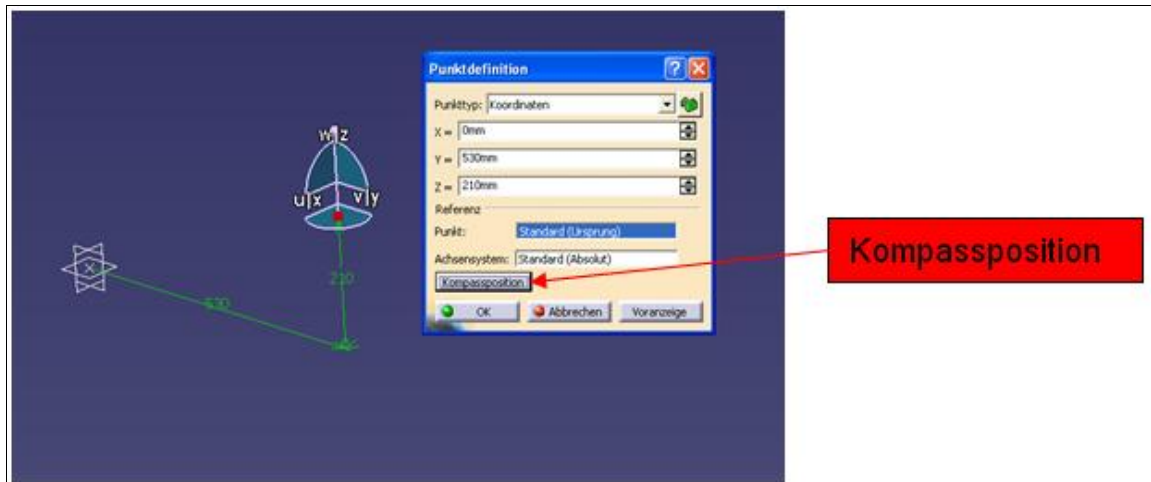 Punktdefinition
Punkttyp: Koordinaten
X = 0mm
Y = 530mm
Z = 210mm
Referenz
Punkt: Standard (Ursprung)
Achsensystem: Standard (Absolut)
Kompassposition
OK Abbrechen Voranzeige
w|z
u|x v|y
210
530
Kompassposition